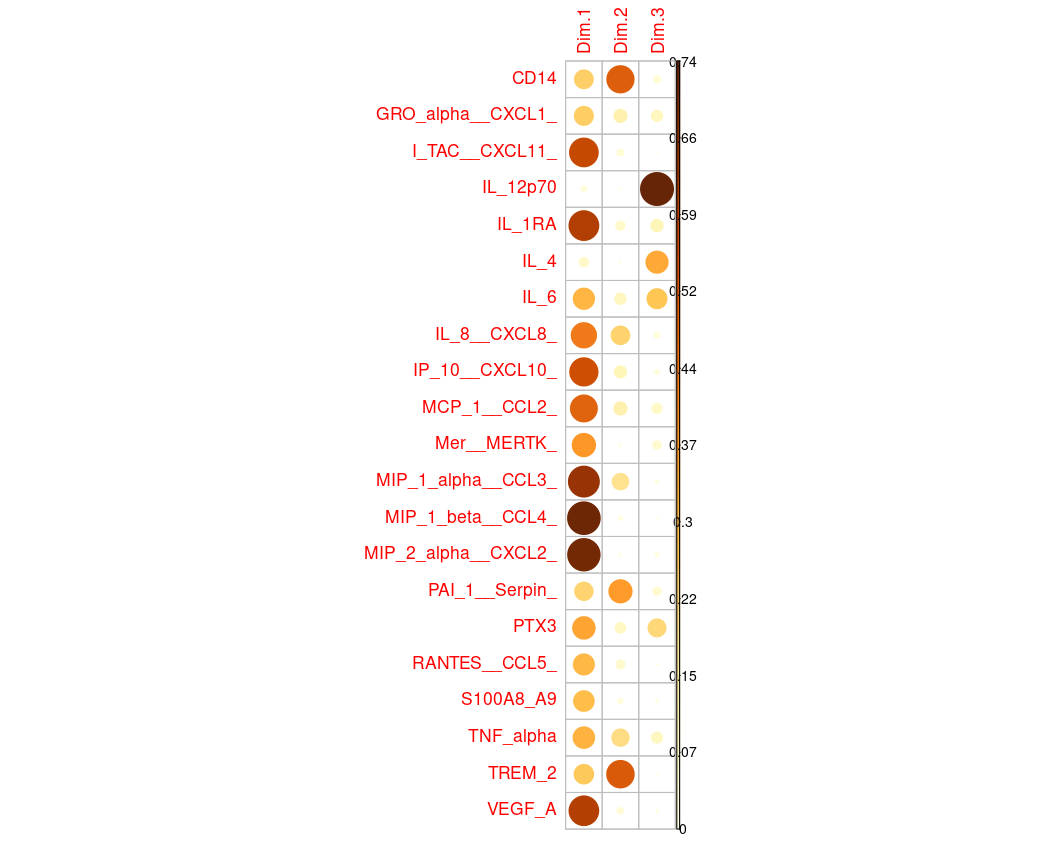 Dim.1 Dim.2 Dim.3
0.74
CD14
GRO_alpha__CXCL1_
0.66
I_TAC__CXCL11_
IL_12p70
0.59
IL_1RA
IL_4
0.52
IL_6
IL_8__CXCL8_
0.44
IP_10__CXCL10_
MCP_1__CCL2_
0.37
Mer__MERTK_
MIP_1_alpha__CCL3_
0.3
MIP_1_beta__CCL4_
MIP_2_alpha__CXCL2_
PAI_1__Serpin_
0.22
PTX3
RANTES__CCL5_
0.15
S100A8_A9
TNF_alpha
0.07
TREM_2
VEGF_A
0